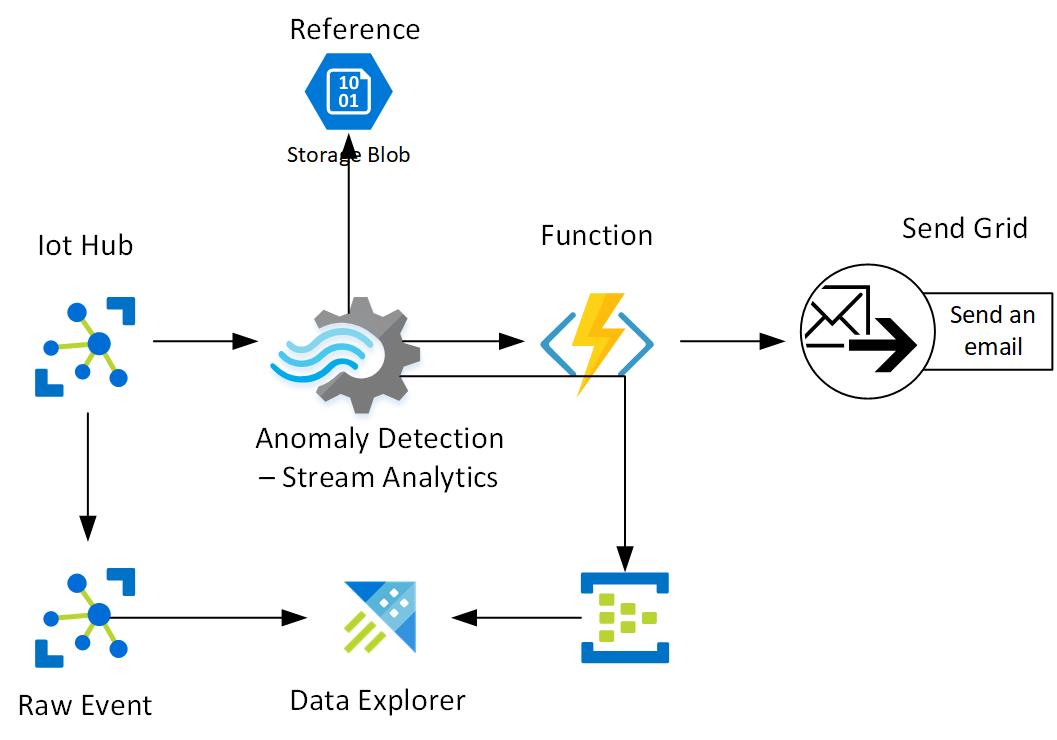 Reference
10
01
Storage Blob
Iot Hub
Function
Send Grid
Send an
email
Anomaly Detection
– Stream Analytics
Raw Event
Data Explorer